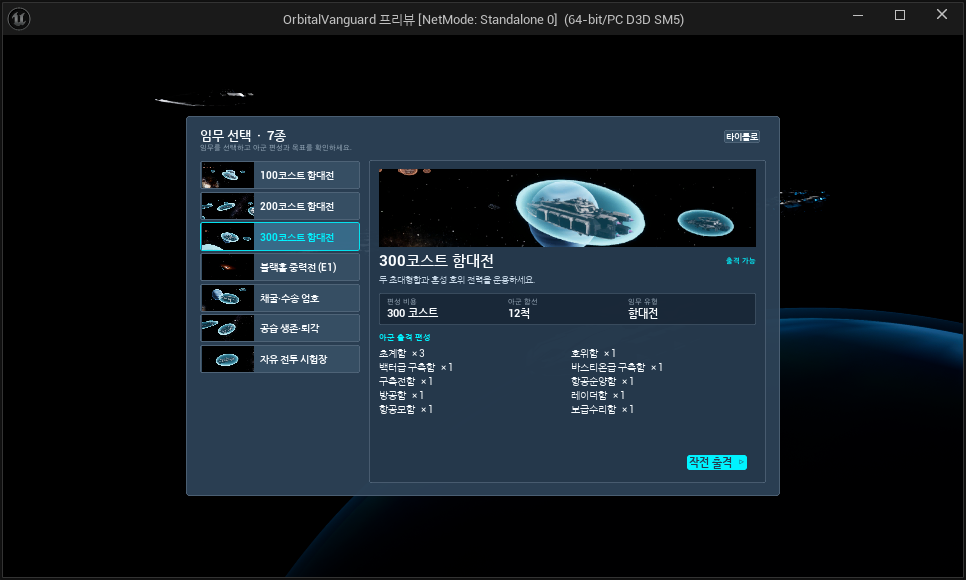 OrbitalVanguard 프리뷰 [NetMode: Standalone 0] (64-bit/PC D3D SM5)
임무 선택 · 7종
타이틀로
임무를 선택하고 아군 편성과 목표를 확인하세요.
100코스트 함대전
200코스트 함대전
300코스트 함대전
블랙홀 중력전 (E1)
채굴·수송 엄호
공습 생존·퇴각
자유 전투 시험장
300코스트 함대전
출격 가능
두 초대형함과 혼성 호위 전력을 운용하세요.
편성 비용 아군 함선 임무 유형
300 코스트 12척 함대전
아군 출격 편성
초계함 ×3 호위함 ×1
백터급 구축함 ×1 바스티온급 구축함 ×1
구축전함 ×1 항공순양함 ×1
방공함 ×1 레이더함 ×1
항공모함 ×1 보급수리함 ×1
작전 출격